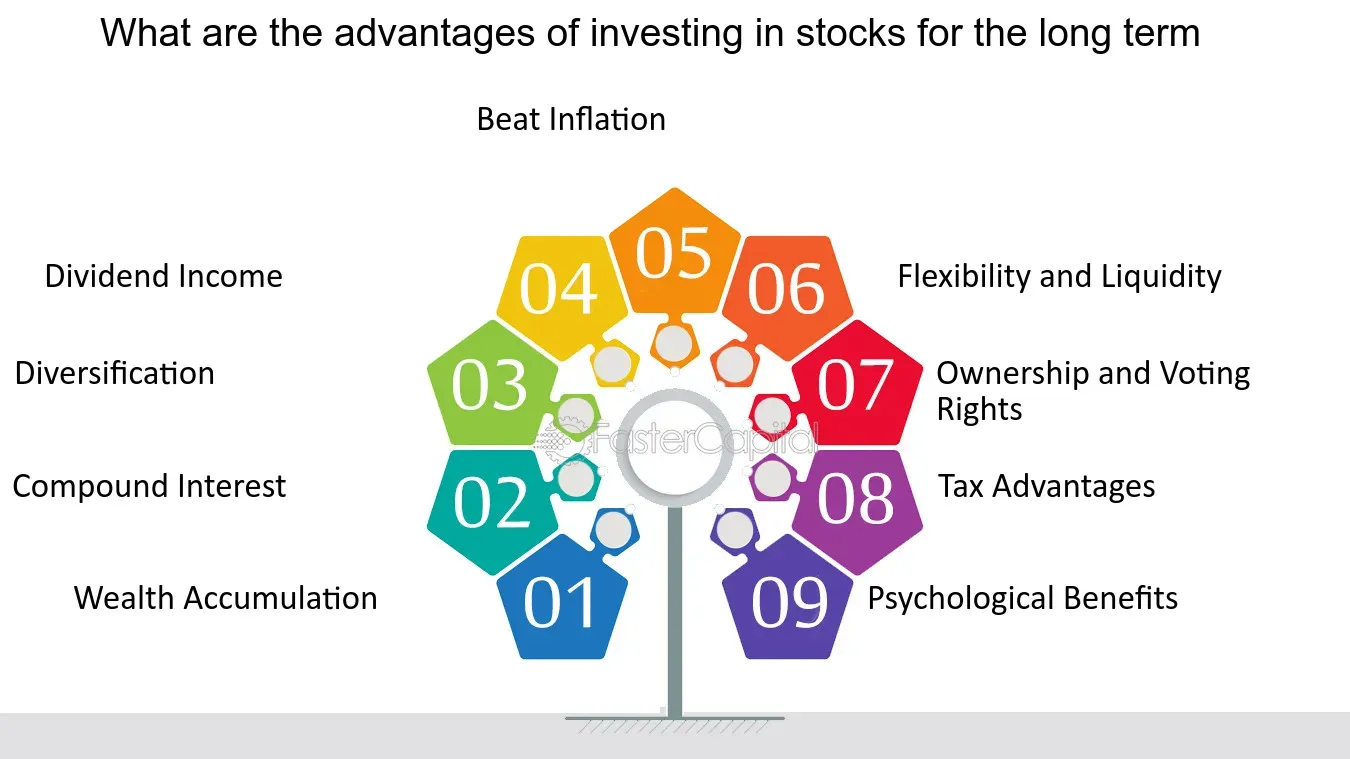 What are the advantages of investing in stocks for the long term
Beat Inflation
Dividend Income
Diversification
Compound Interest
Wealth Accumulation
04
05
06
03
07
02
08
01
09
FasterCapital
Flexibility and Liquidity
Ownership and Voting
Rights
Tax Advantages
Psychological Benefits